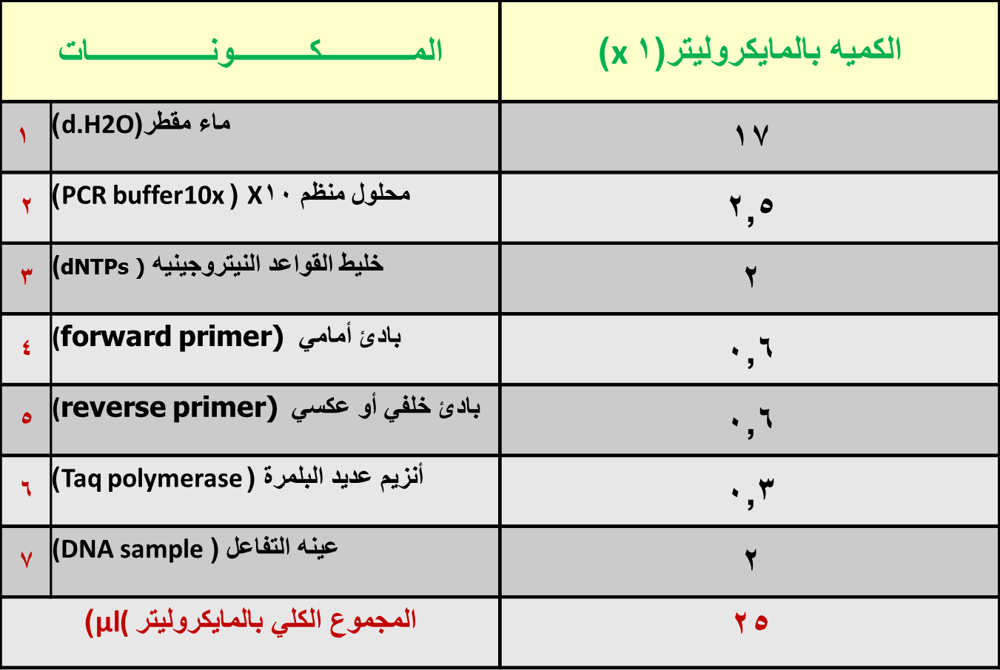 المـــــــــكـــــــونـــــــــــات
الكميه بالمايكروليتر(١ x)
١
ماء مقطر(d.H2O)
١٧
٢
محلول منظم X١٠ ( PCR buffer10x)
٢,٥
٣
خليط القواعد النيتروجينيه ( dNTPs)
٢
٤
بادئ أمامي (forward primer)
٠,٦
٥
بادئ خلفي أو عكسي (reverse primer)
٠,٦
٦
أنزيم عديد البلمرة ( Taq polymerase)
٠,٣
٧
عينه التفاعل ( DNA sample)
٢
المجموع الكلي بالمايكروليتر )µl)
٢٥